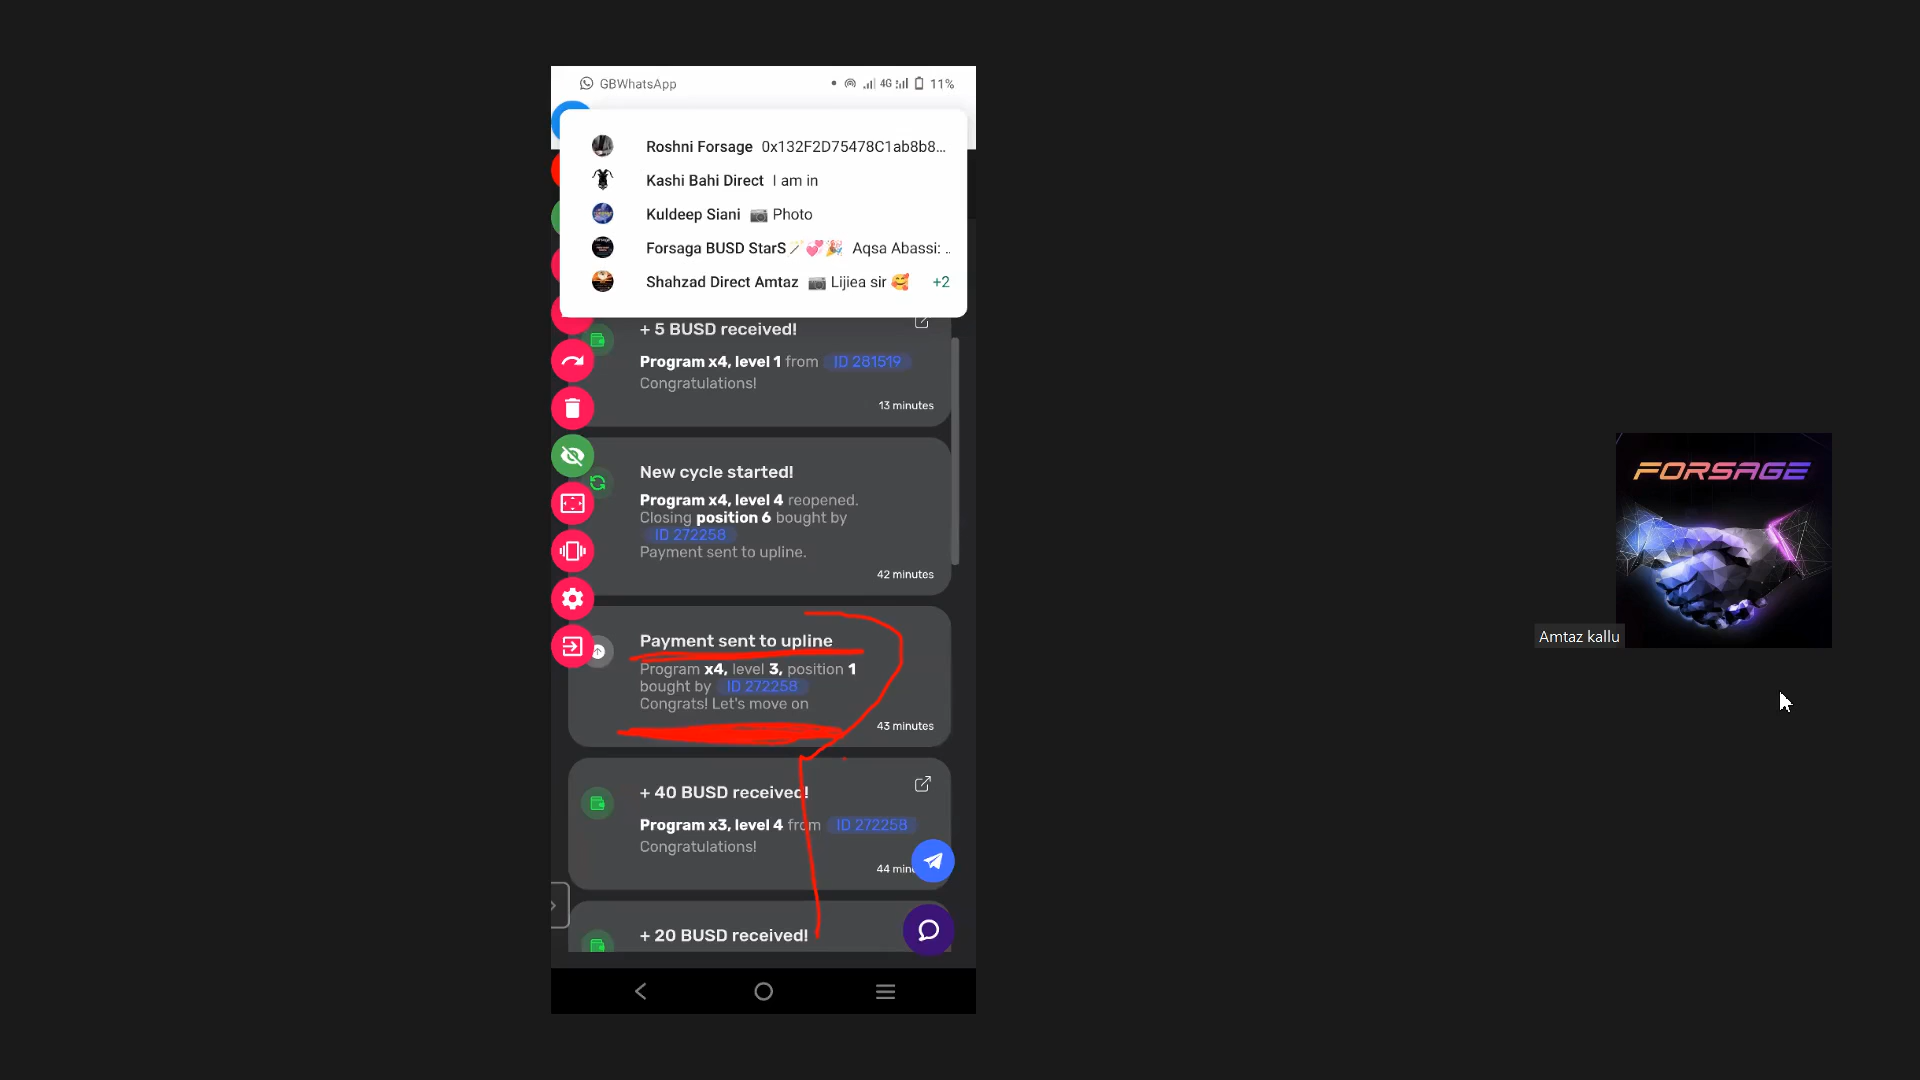 GBWhatsApp 4G 11%
Roshni Forsage 0x132F2D75478C1ab8b8...
Kashi Bahi Direct I am in
Kuldeep Siani 📷 Photo
Forsaga BUSD StarS🪄💞🎉 Aqsa Abassi: ..
Shahzad Direct Amtaz 📷 Lijiea sir 🥰 +2
+ 5 BUSD received!
Program x4, level 1 from ID 281519
Congratulations!
13 minutes
New cycle started!
Program x4, level 4 reopened.
Closing position 6 bought by
ID 272258
Payment sent to upline.
42 minutes
Payment sent to upline
Program x4, level 3, position 1
bought by ID 272258
Congrats! Let's move on
43 minutes
+ 40 BUSD received!
Program x3, level 4 from ID 272258
Congratulations!
44 min
+ 20 BUSD received!
FORSAGE
Amtaz kallu